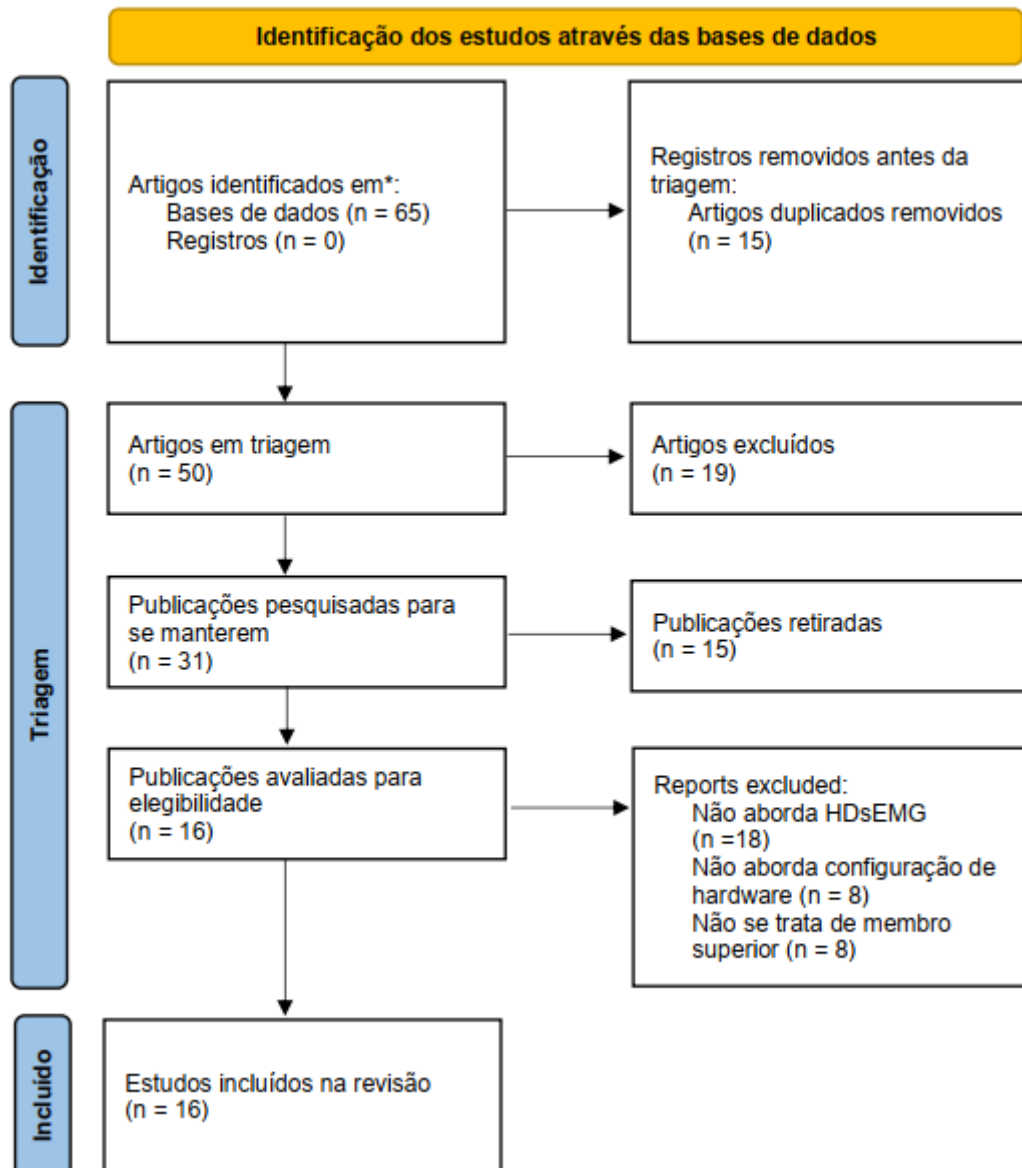 Identificação dos estudos através das bases de dados
Identificação
Artigos identificados em*:
Bases de dados (n = 65)
Registros (n = 0)
Registros removidos antes da
triagem:
Artigos duplicados removidos
(n = 15)
Triagem
Artigos em triagem
(n = 50)
Artigos excluídos
(n = 19)
Publicações pesquisadas para
se manterem
(n = 31)
Publicações retiradas
(n = 15)
Publicações avaliadas para
elegibilidade
(n = 16)
Reports excluded:
Não aborda HDsEMG
(n =18)
Não aborda configuração de
hardware (n = 8)
Não se trata de membro
superior (n = 8)
Incluído
Estudos incluídos na revisão
(n = 16)